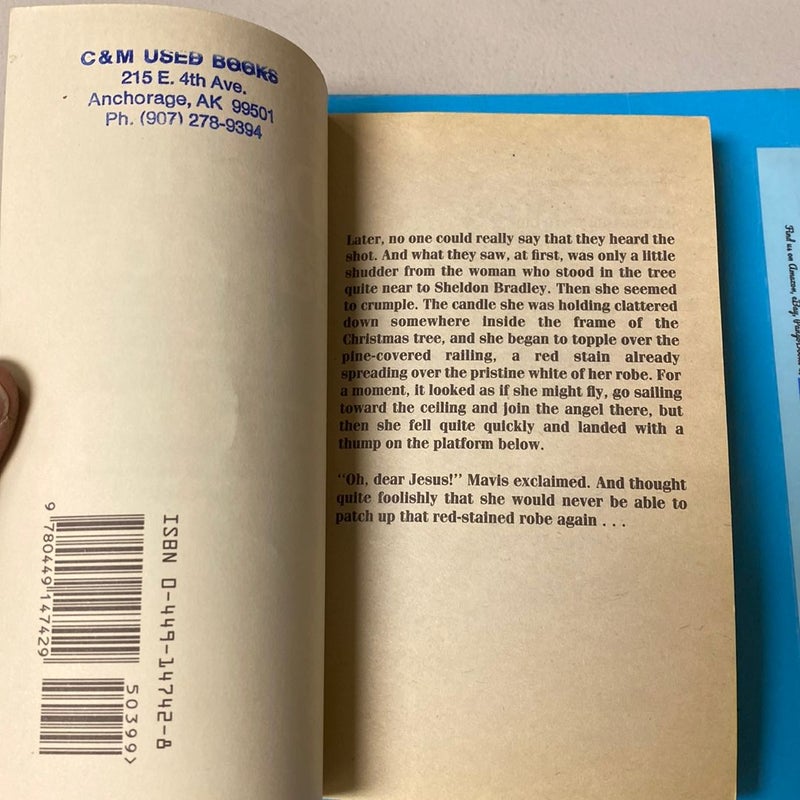 C&M USED BOOKS
215 E. 4th Ave.
Anchorage, AK 99501
Ph. (907) 278-9394
ISBN 0-449-14742-8
9 780449 147429
50399>
Later, no one could really say that they heard the
shot. And what they saw, at first, was only a little
shudder from the woman who stood in the tree
quite near to Sheldon Bradley. Then she seemed
to crumple. The candle she was holding clattered
down somewhere inside the frame of the
Christmas tree, and she began to topple over the
pine-covered railing, a red stain already
spreading over the pristine white of her robe. For
a moment, it looked as if she might fly, go sailing
toward the ceiling and join the angel there, but
then she fell quite quickly and landed with a
thump on the platform below.
"Oh, dear Jesus!" Mavis exclaimed. And thought
quite foolishly that she would never be able to
patch up that red-stained robe again . . .
Find us on Amazon, eBay,